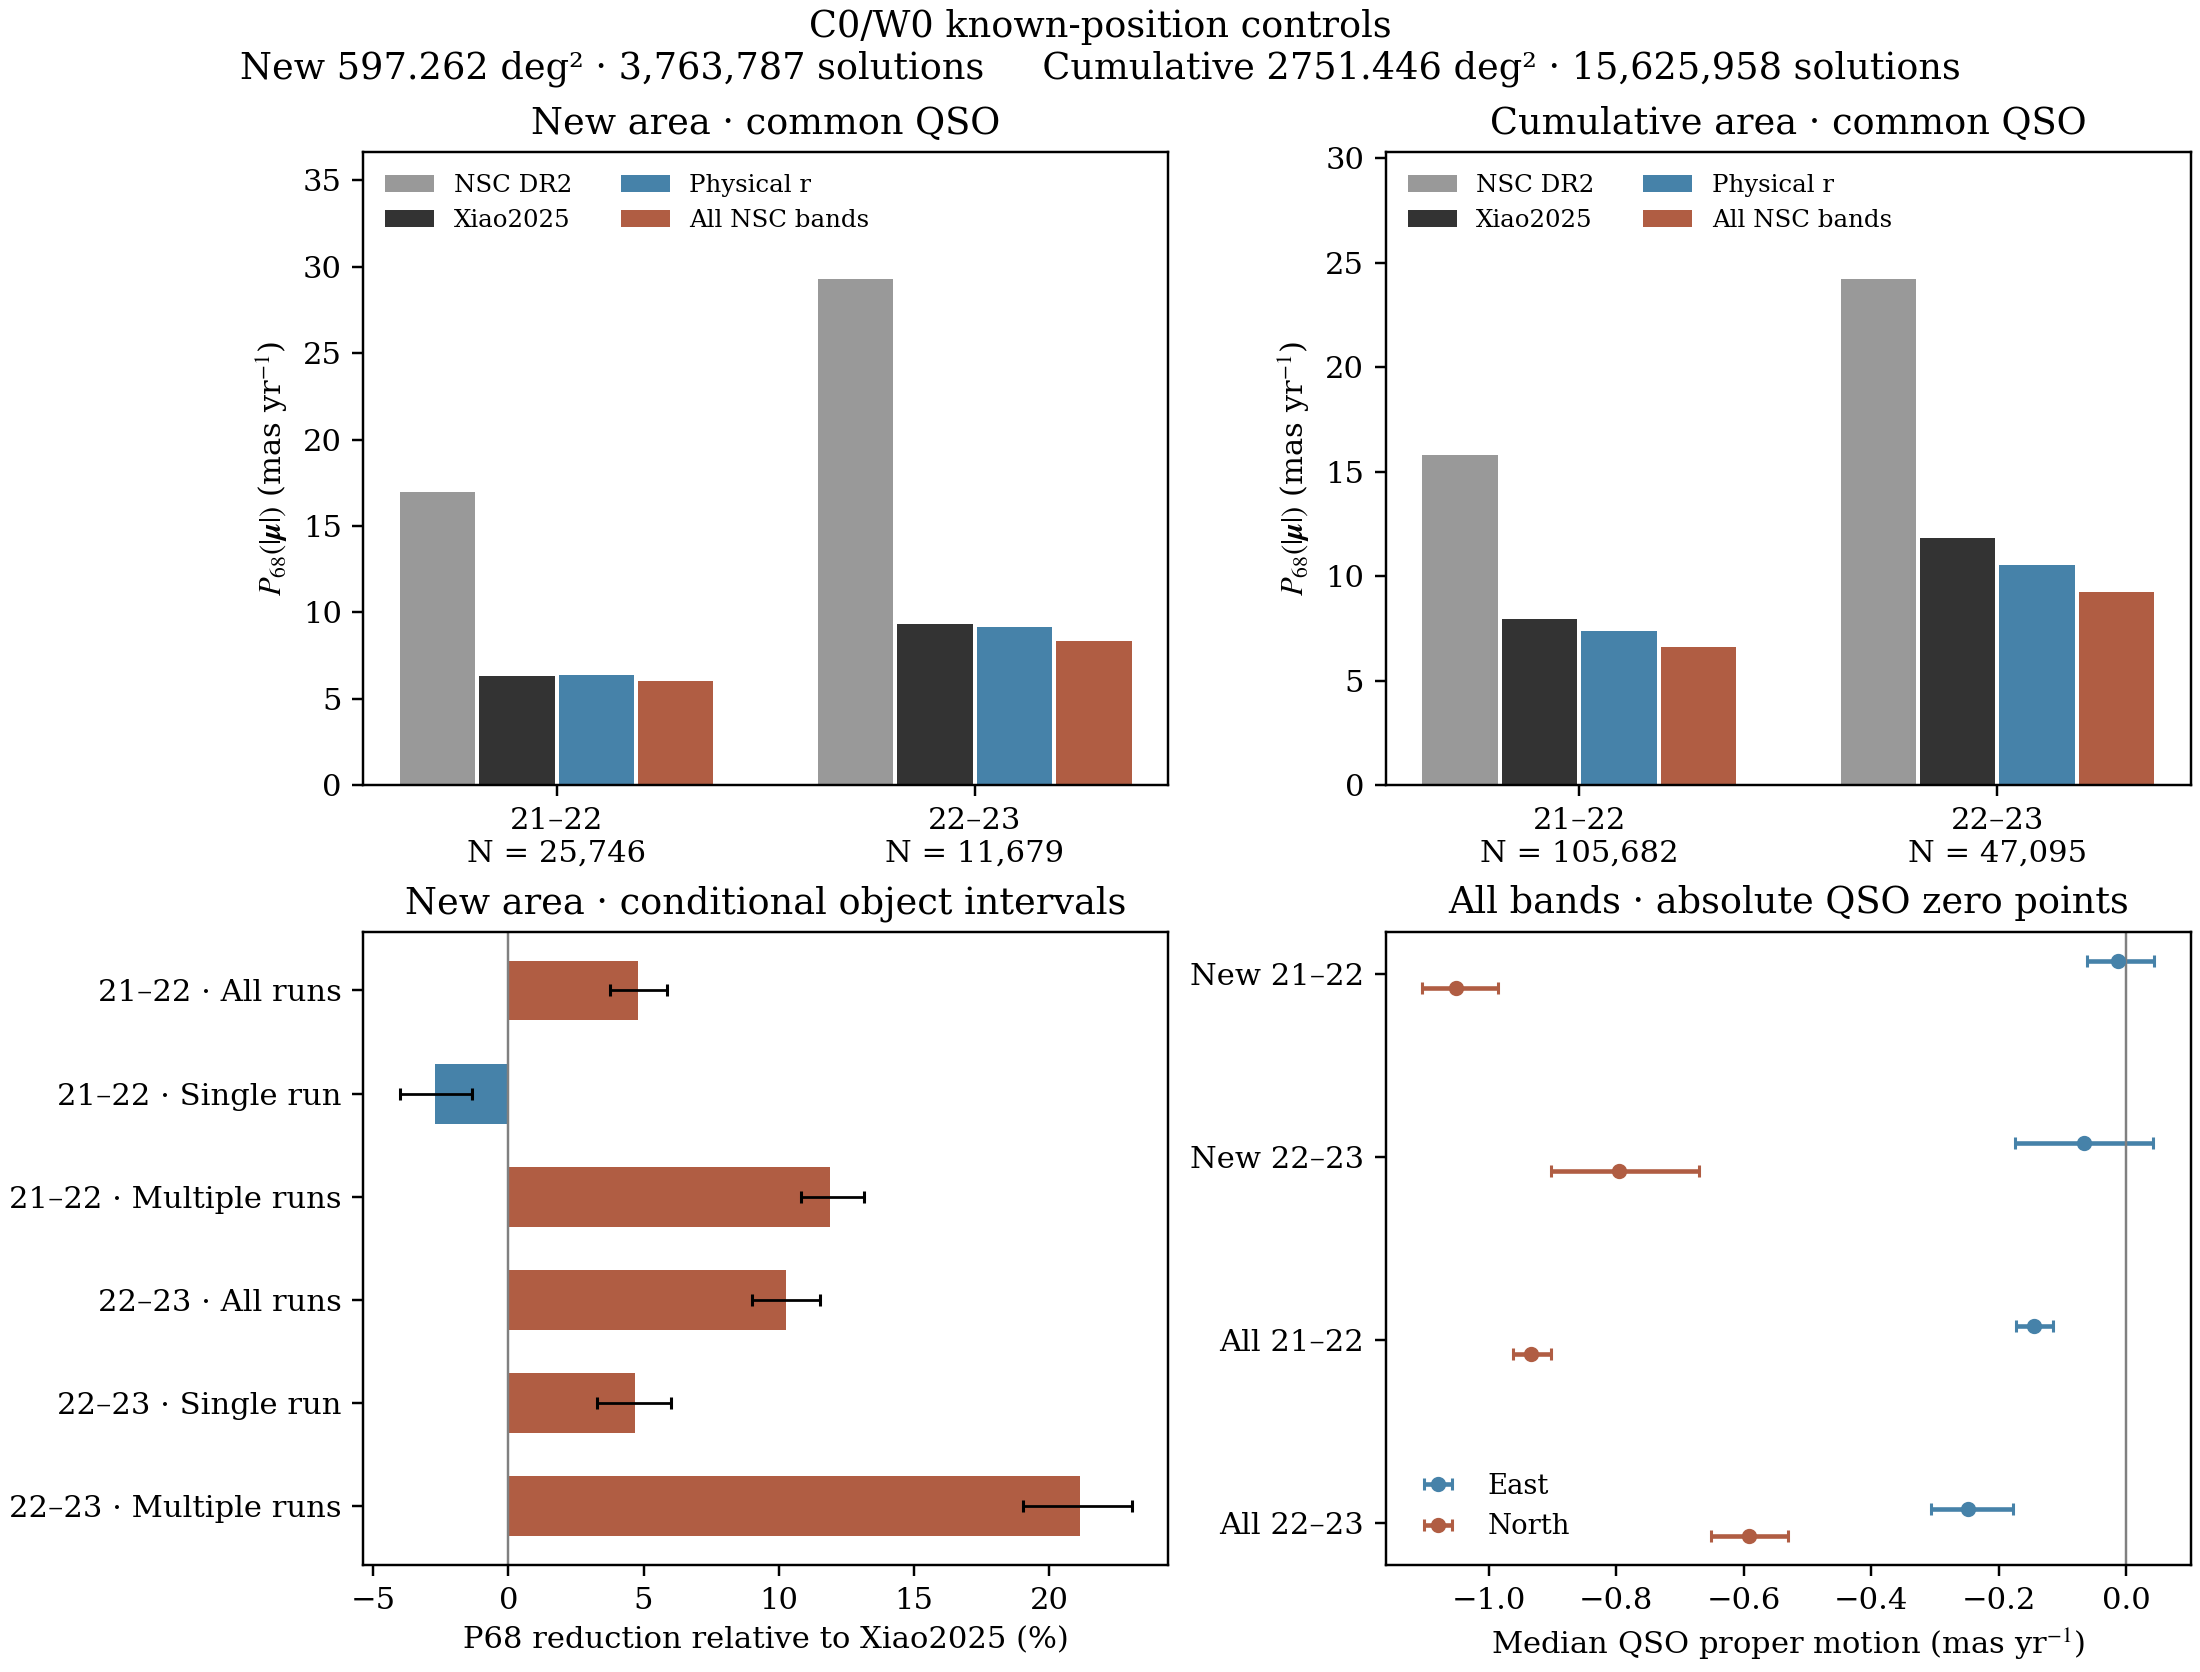 C0/W0 known-position controls
New 597.262 deg² · 3,763,787 solutions Cumulative 2751.446 deg² · 15,625,958 solutions
New area · common QSO
NSC DR2
Xiao2025
Physical r
All NSC bands
35
30
25
20
15
10
5
0
P₆₈(|μ|) (mas yr⁻¹)
21–22
N = 25,746
22–23
N = 11,679
Cumulative area · common QSO
NSC DR2
Xiao2025
Physical r
All NSC bands
30
25
20
15
10
5
0
P₆₈(|μ|) (mas yr⁻¹)
21–22
N = 105,682
22–23
N = 47,095
New area · conditional object intervals
21–22 · All runs
21–22 · Single run
21–22 · Multiple runs
22–23 · All runs
22–23 · Single run
22–23 · Multiple runs
−5 0 5 10 15 20
P68 reduction relative to Xiao2025 (%)
All bands · absolute QSO zero points
New 21–22
New 22–23
All 21–22
All 22–23
East
North
−1.0 −0.8 −0.6 −0.4 −0.2 0.0
Median QSO proper motion (mas yr⁻¹)